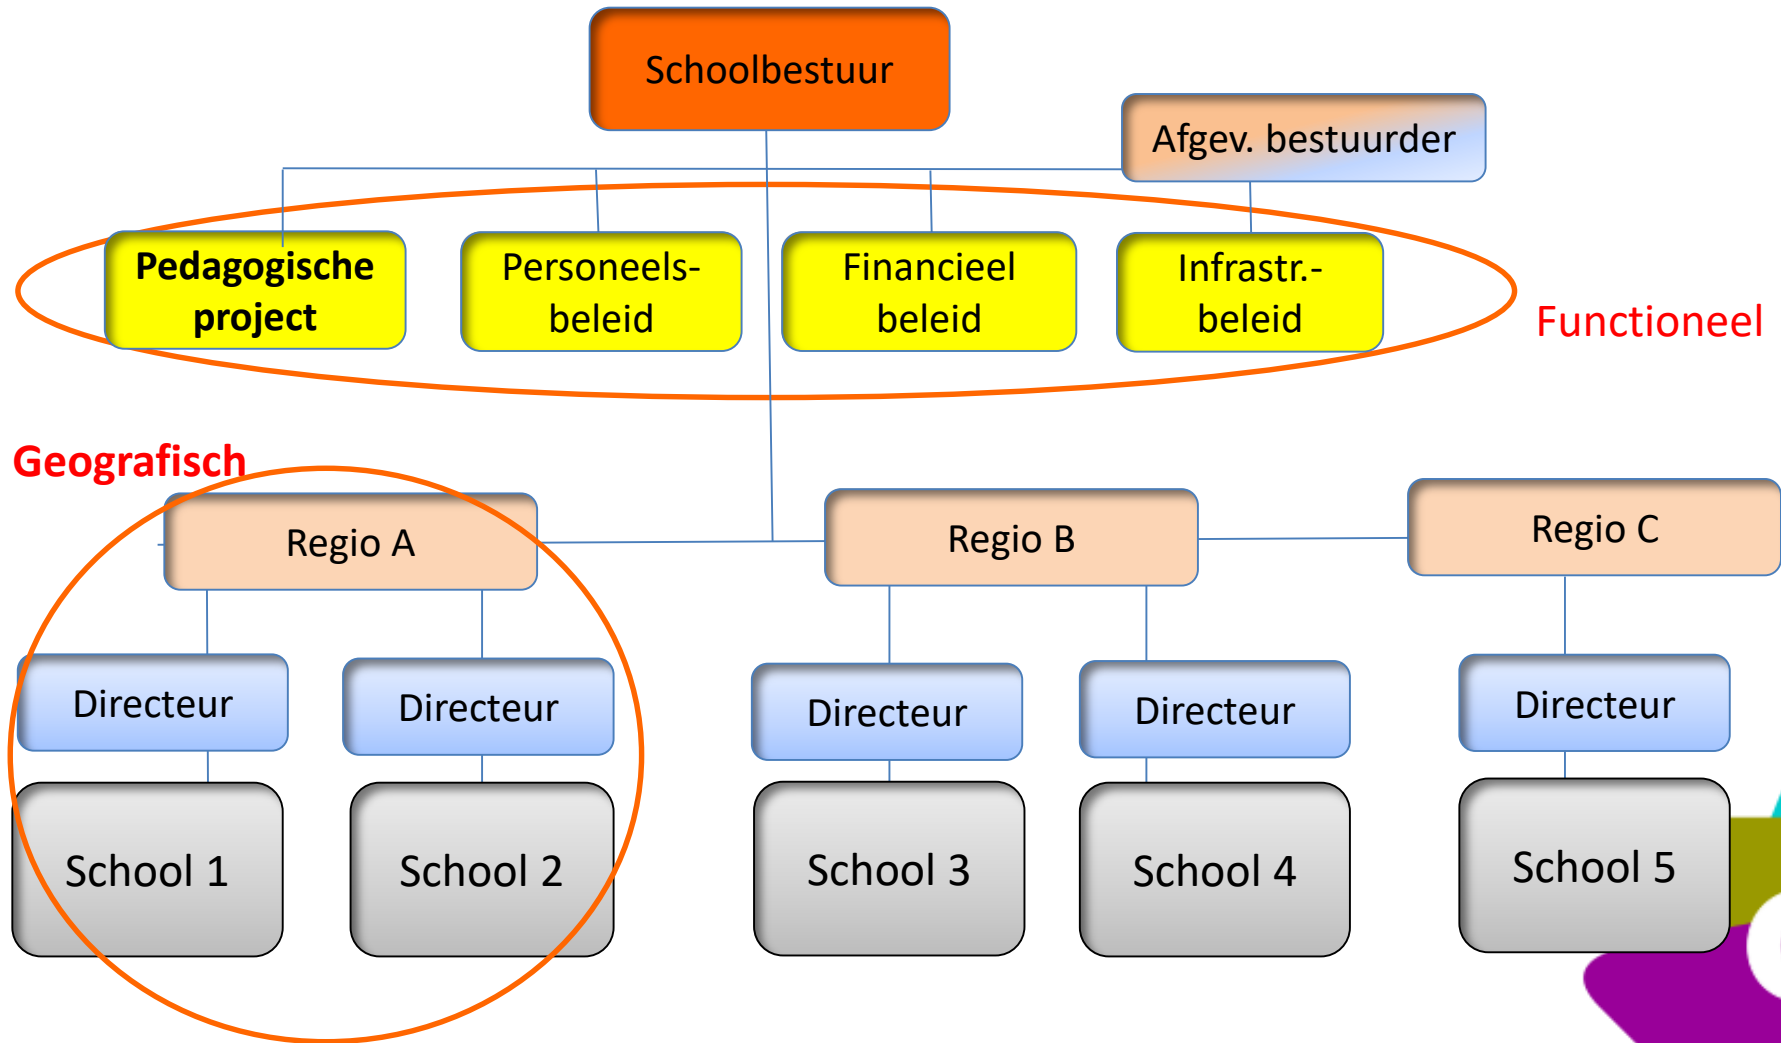 Schoolbestuur
Afgev. bestuurder
Pedagogische
project
Personeels-
beleid
Financieel
beleid
Infrastr.-
beleid
Functioneel
Geografisch
Regio A
Regio B
Regio C
Directeur
Directeur
Directeur
Directeur
Directeur
School 1
School 2
School 3
School 4
School 5